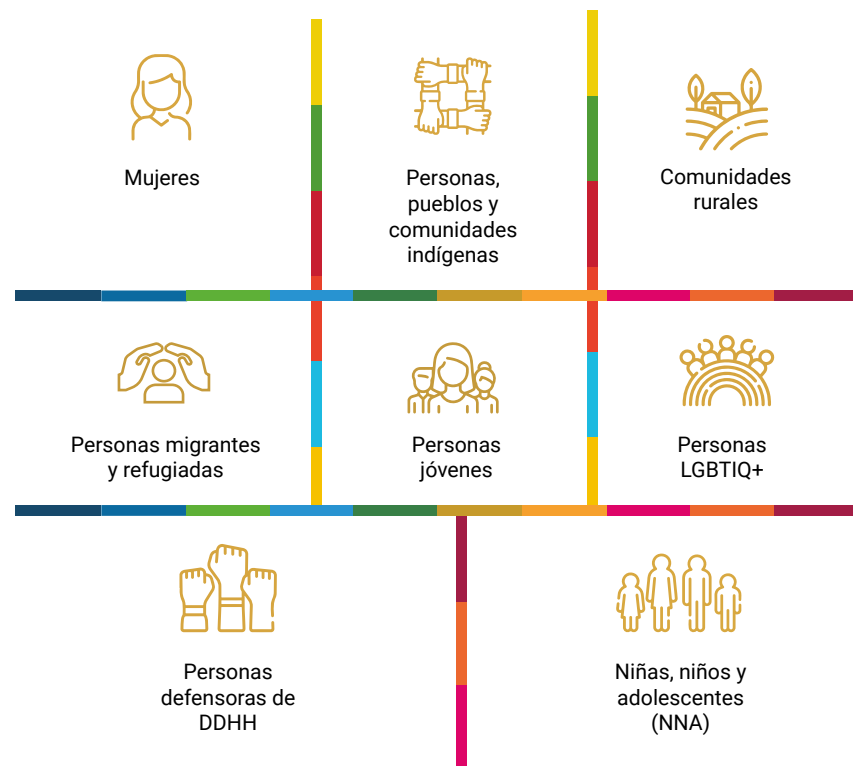 Mujeres
Personas,
pueblos y
comunidades
indígenas
Comunidades
rurales
Personas migrantes
y refugiadas
Personas
jóvenes
Personas
LGBTIQ+
Personas
defensoras de
DDHH
Niñas, niños y
adolescentes
(NNA)